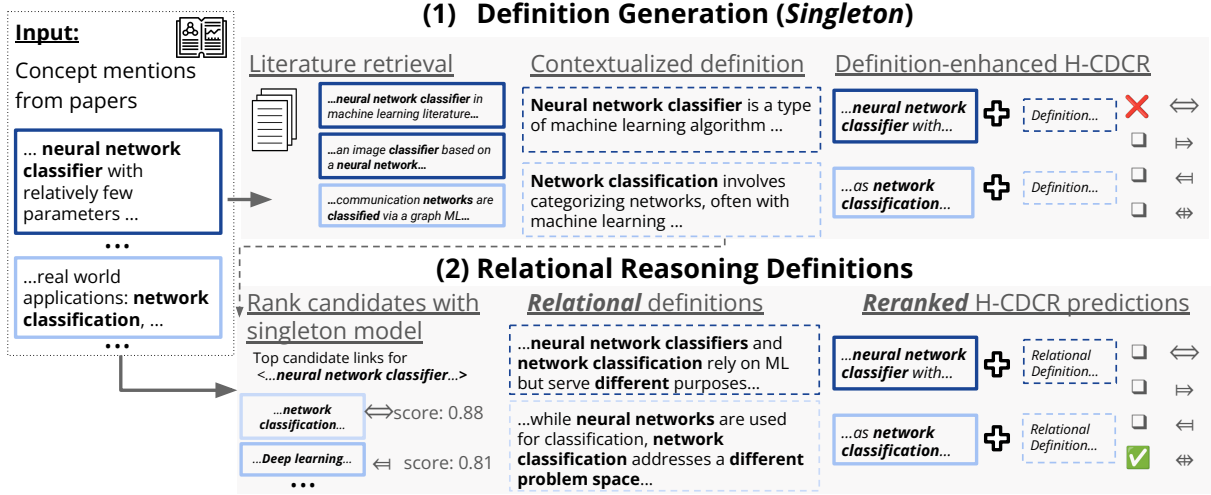 (1) Definition Generation (Singleton)
Input:
Concept mentions
from papers
... neural network
classifier with
relatively few
parameters ...
...
...real world
applications: network
classification, ...
...
Literature retrieval
...neural network classifier in
machine learning literature...
...an image classifier based on
a neural network...
...communication networks are
classified via a graph ML...
Contextualized definition
Neural network classifier is a type
of machine learning algorithm ...
Network classification involves
categorizing networks, often with
machine learning ...
Definition-enhanced H-CDCR
...neural network
classifier with...
Definition...
...as network
classification...
Definition...
(2) Relational Reasoning Definitions
Rank candidates with
singleton model
Top candidate links for
<...neural network classifier...>
...network
classification...
score: 0.88
...Deep learning...
score: 0.81
...
Relational definitions
...neural network classifiers and
network classification rely on ML
but serve different purposes...
...while neural networks are used
for classification, network
classification addresses a different
problem space...
Reranked H-CDCR predictions
...neural network
classifier with...
Relational
Definition...
...as network
classification...
Relational
Definition...